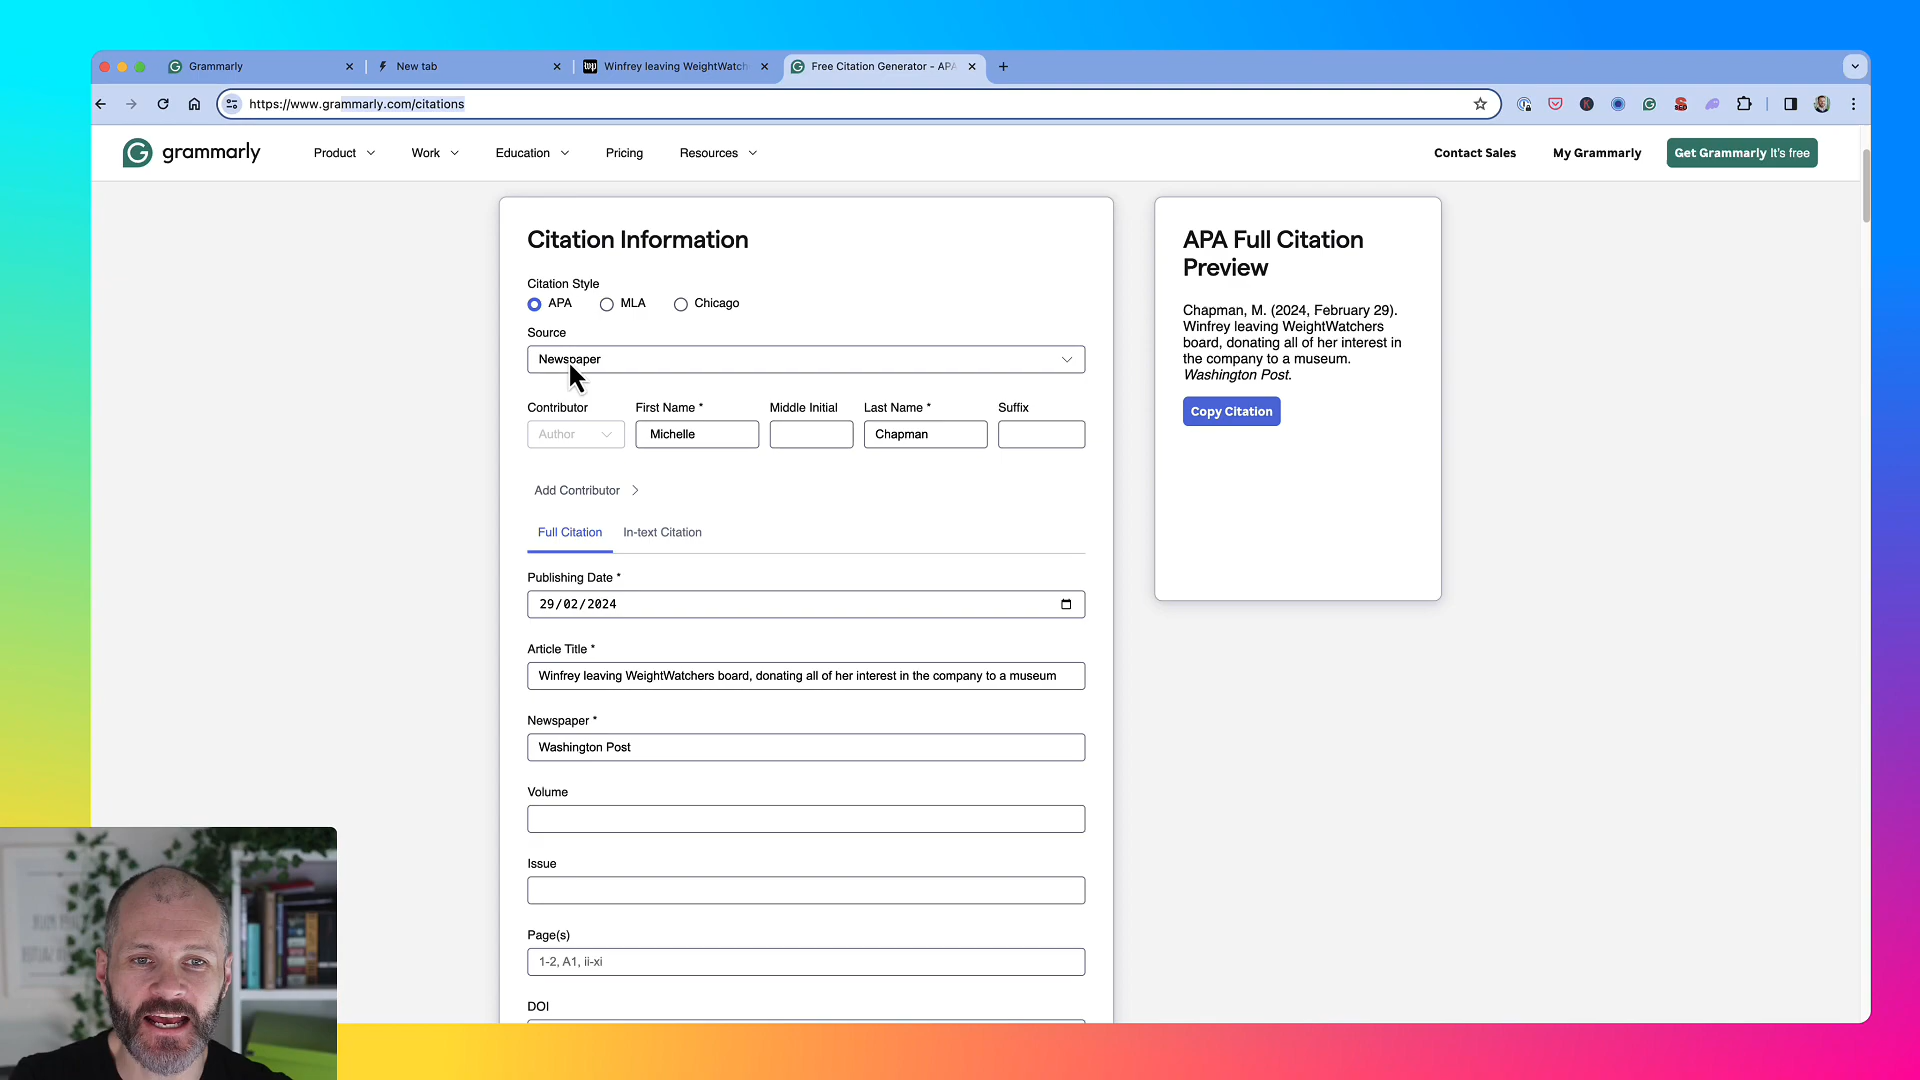 Grammarly
New tab
Winfrey leaving WeightWatch
Free Citation Generator - APA
https://www.grammarly.com/citations
grammarly
Product
Work
Education
Pricing
Resources
Contact Sales
My Grammarly
Get Grammarly It's free
Citation Information
Citation Style
APA
MLA
Chicago
Source
Newspaper
Contributor
First Name *
Middle Initial
Last Name *
Suffix
Author
Michelle
Chapman
Add Contributor
Full Citation
In-text Citation
Publishing Date *
29/02/2024
Article Title *
Winfrey leaving WeightWatchers board, donating all of her interest in the company to a museum
Newspaper *
Washington Post
Volume
Issue
Page(s)
1-2, A1, ii-xi
DOI
APA Full Citation
Preview
Chapman, M. (2024, February 29).
Winfrey leaving WeightWatchers
board, donating all of her interest in
the company to a museum.
Washington Post.
Copy Citation